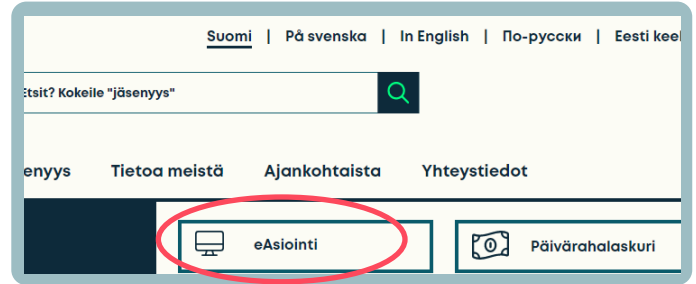 Suomi | På svenska | In English | По-русски | Eesti keel
Etsit? Kokeile "jäsenyys"
enyys Tietoa meistä Ajankohtaista Yhteystiedot
eAsiointi Päivärahalaskuri